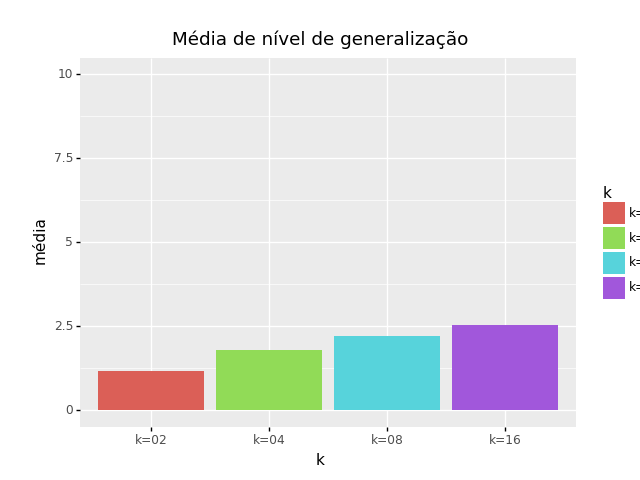 Média de nível de generalização
10
7.5
5
2.5
0
média
k=02
k=04
k=08
k=16
k
k
k=
k=
k=
k=